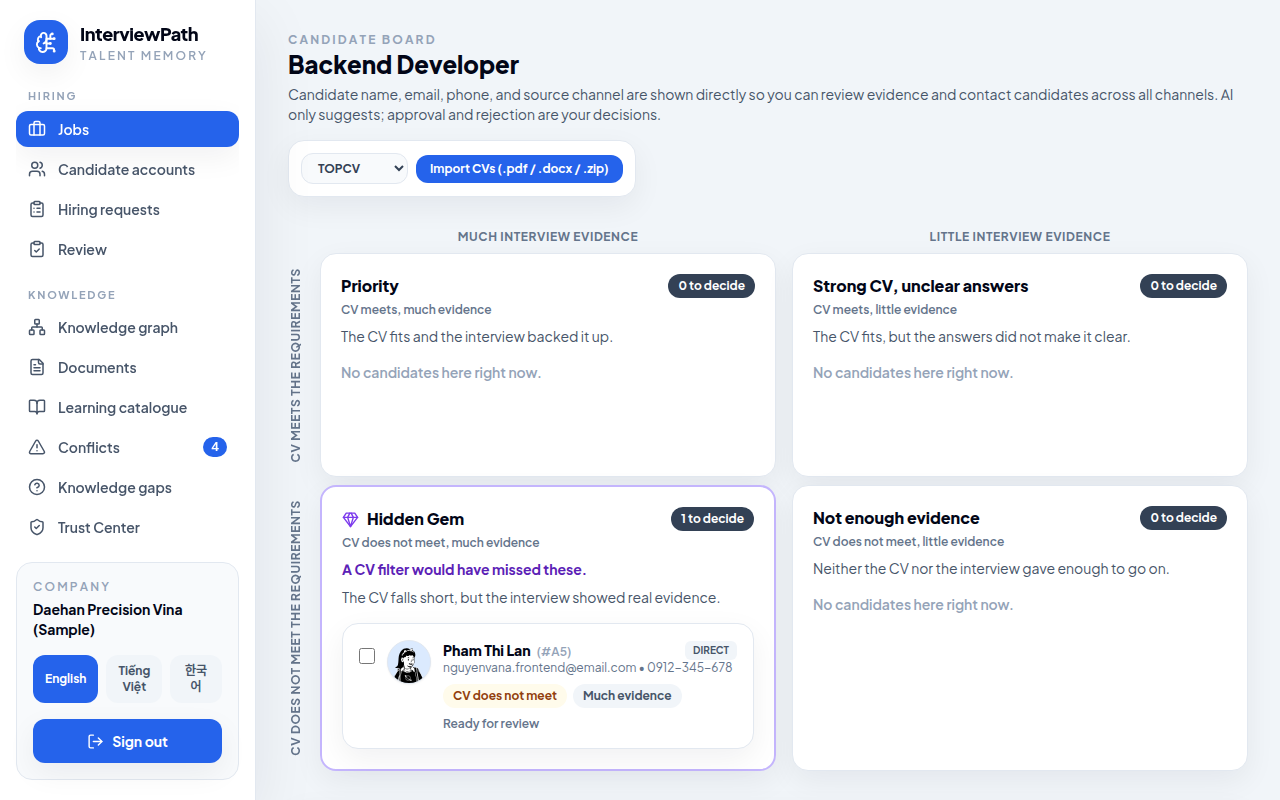 InterviewPath
TALENT MEMORY
HIRING
Jobs
Candidate accounts
Hiring requests
Review
KNOWLEDGE
Knowledge graph
Documents
Learning catalogue
Conflicts
4
Knowledge gaps
Trust Center
COMPANY
Daehan Precision Vina
(Sample)
English
Tiếng
Việt
한국
어
Sign out
CANDIDATE BOARD
Backend Developer
Candidate name, email, phone, and source channel are shown directly so you can review evidence and contact candidates across all channels. AI
only suggests; approval and rejection are your decisions.
TOPCV
Import CVs (.pdf / .docx / .zip)
MUCH INTERVIEW EVIDENCE
LITTLE INTERVIEW EVIDENCE
CV MEETS THE REQUIREMENTS
Priority
0 to decide
CV meets, much evidence
The CV fits and the interview backed it up.
No candidates here right now.
Strong CV, unclear answers
0 to decide
CV meets, little evidence
The CV fits, but the answers did not make it clear.
No candidates here right now.
CV DOES NOT MEET THE REQUIREMENTS
Hidden Gem
1 to decide
CV does not meet, much evidence
A CV filter would have missed these.
The CV falls short, but the interview showed real evidence.
Pham Thi Lan (#A5)
DIRECT
nguyenvana.frontend@email.com • 0912-345-678
CV does not meet
Much evidence
Ready for review
Not enough evidence
0 to decide
CV does not meet, little evidence
Neither the CV nor the interview gave enough to go on.
No candidates here right now.